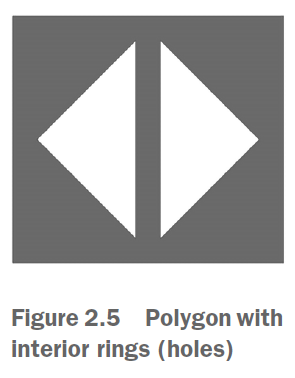 Figure 2.5 Polygon with
interior rings (holes)